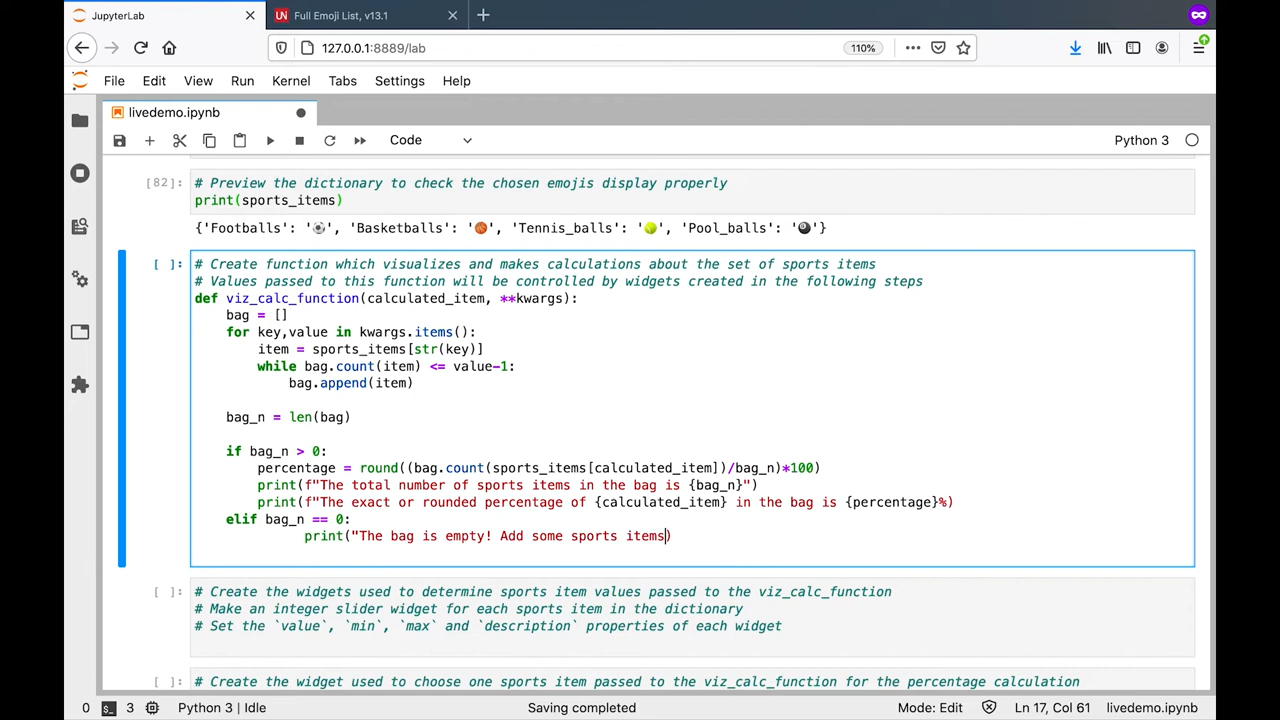 JupyterLab
UN Full Emoji List, v13.1
127.0.0.1:8889/lab
110%
File Edit View Run Kernel Tabs Settings Help
livedemo.ipynb
Code
Python 3
[82]:
# Preview the dictionary to check the chosen emojis display properly
print(sports_items)
{'Footballs': '⚽', 'Basketballs': '🏀', 'Tennis_balls': '🎾', 'Pool_balls': '🎱'}
[ ]:
# Create function which visualizes and makes calculations about the set of sports items
# Values passed to this function will be controlled by widgets created in the following steps
def viz_calc_function(calculated_item, **kwargs):
    bag = []
    for key,value in kwargs.items():
        item = sports_items[str(key)]
        while bag.count(item) <= value-1:
            bag.append(item)
    bag_n = len(bag)
    if bag_n > 0:
        percentage = round((bag.count(sports_items[calculated_item])/bag_n)*100)
        print(f"The total number of sports items in the bag is {bag_n}")
        print(f"The exact or rounded percentage of {calculated_item} in the bag is {percentage}%)
    elif bag_n == 0:
              print("The bag is empty! Add some sports items)
[ ]:
# Create the widgets used to determine sports item values passed to the viz_calc_function
# Make an integer slider widget for each sports item in the dictionary
# Set the `value`, `min`, `max` and `description` properties of each widget
[ ]:
# Create the widget used to choose one sports item passed to the viz_calc_function for the percentage calculation
0 3 Python 3 | Idle Saving completed Mode: Edit Ln 17, Col 61 livedemo.ipynb